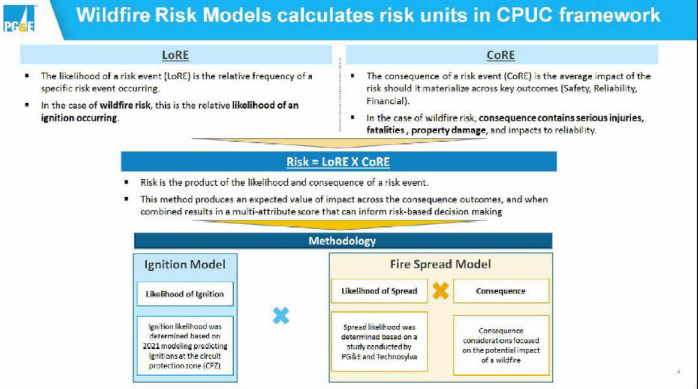 PG&E
Wildfire Risk Models calculates risk units in CPUC framework
LoRE
▪ The likelihood of a risk event (LoRE) is the relative frequency of a
specific risk event occurring.
▪ In the case of wildfire risk, this is the relative likelihood of an
ignition occurring.
CoRE
▪ The consequence of a risk event (CoRE) is the average impact of the
risk should it materialize across key outcomes (Safety, Reliability,
Financial).
▪ In the case of wildfire risk, consequence contains serious injuries,
fatalities , property damage, and impacts to reliability.
Risk = LoRE X CoRE
▪ Risk is the product of the likelihood and consequence of a risk event.
▪ This method produces an expected value of impact across the consequence outcomes, and when
combined results in a multi-attribute score that can inform risk-based decision making
Methodology
Ignition Model
Likelihood of Ignition
Ignition likelihood was
determined based on
2021 modeling predicting
ignitions at the circuit
protection zone (CPZ)
Fire Spread Model
Likelihood of Spread
Consequence
Spread likelihood was
determined based on a
study conducted by
PG&E and Technosylva
Consequence
considerations focused
on the potential impact
of a wildfire